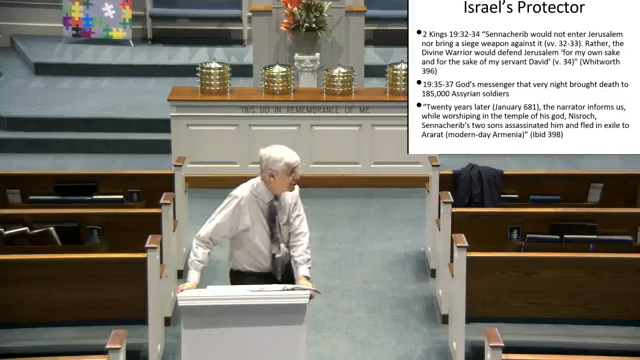 Israel's Protector
•2 Kings 19:32-34 "Sennacherib would not enter Jerusalem
nor bring a siege weapon against it (vv. 32-33). Rather, the
Divine Warrior would defend Jerusalem 'for my own sake
and for the sake of my servant David' (v. 34)" (Whitworth
396)
•19:35-37 God's messenger that very night brought death to
185,000 Assyrian soldiers
•"Twenty years later (January 681), the narrator informs us,
while worshiping in the temple of his god, Nisroch,
Sennacherib's two sons assassinated him and fled in exile to
Ararat (modern-day Armenia)" (Ibid 398)
THIS DO IN REMEMBRANCE OF ME